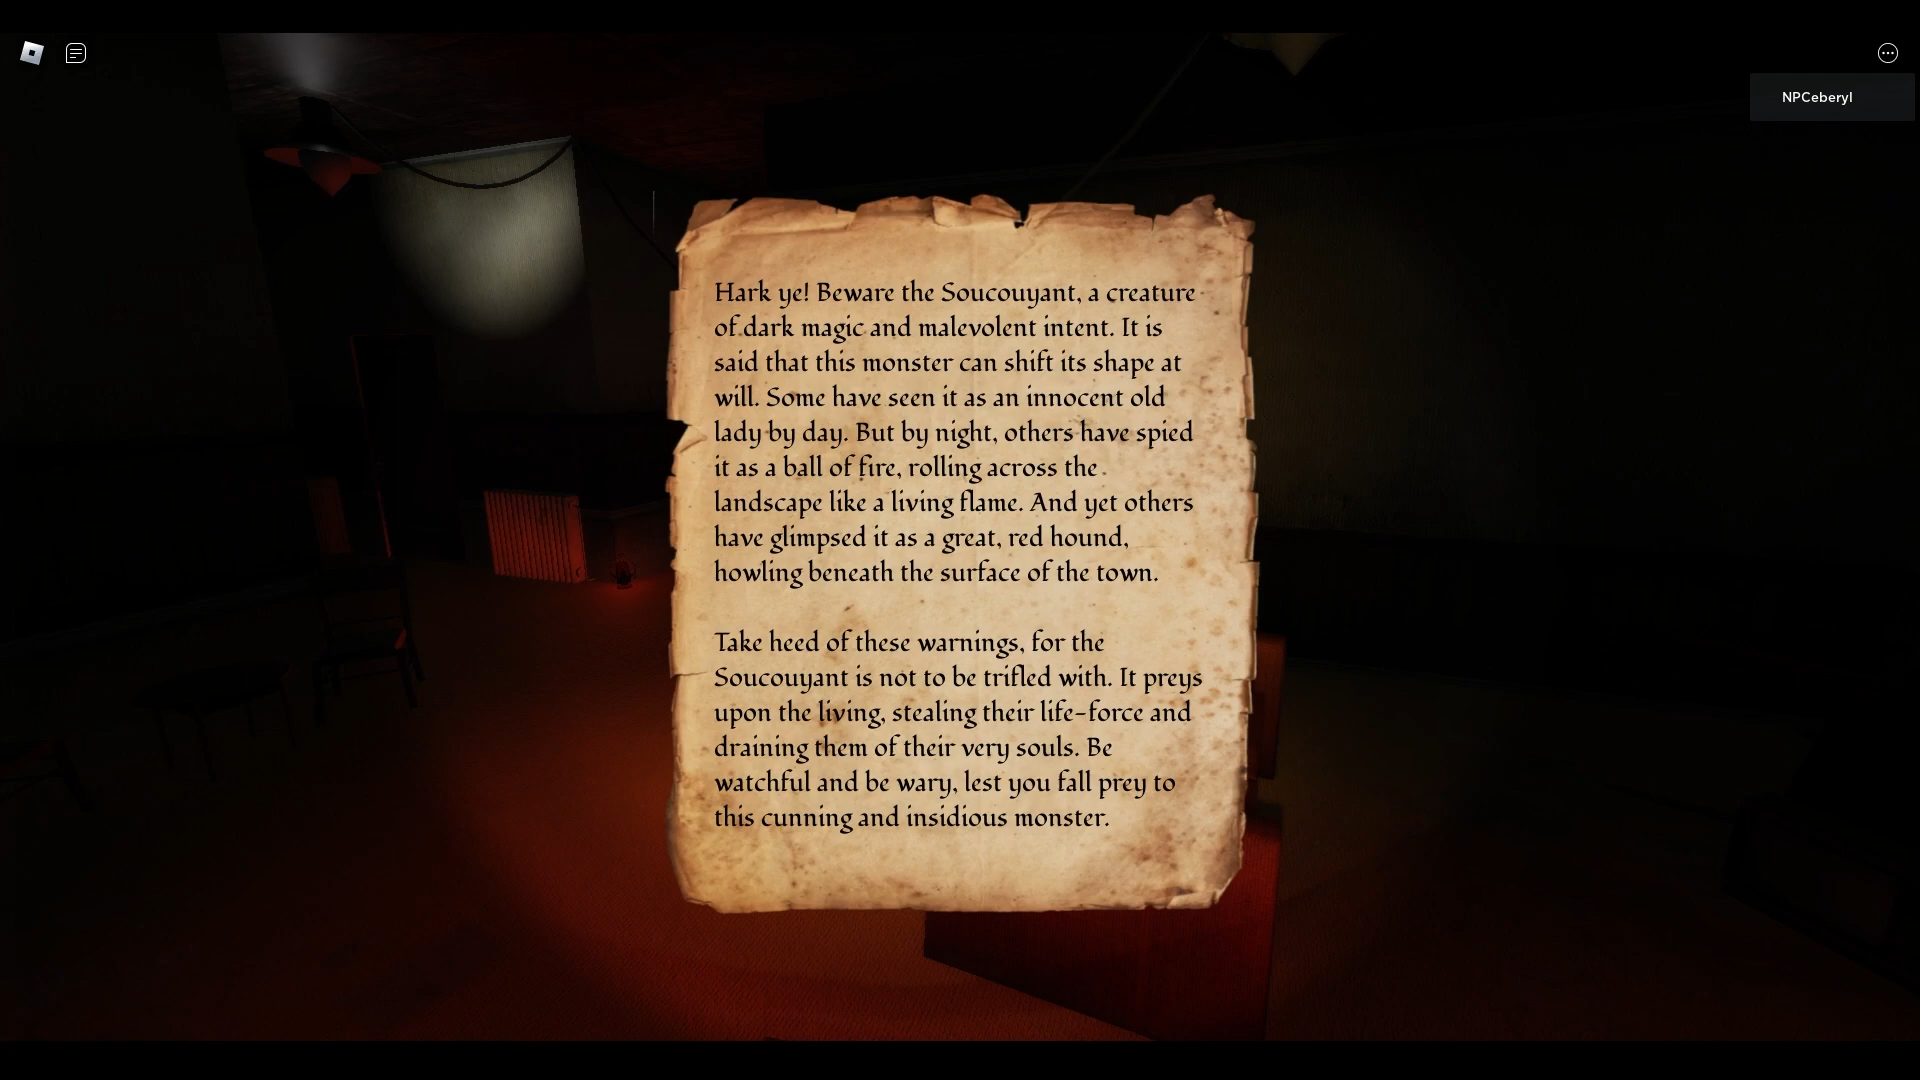 NPCeberyl
Hark ye! Beware the Soucouyant, a creature
of dark magic and malevolent intent. It is
said that this monster can shift its shape at
will. Some have seen it as an innocent old
lady by day. But by night, others have spied
it as a ball of fire, rolling across the
landscape like a living flame. And yet others
have glimpsed it as a great, red hound,
howling beneath the surface of the town.
Take heed of these warnings, for the
Soucouyant is not to be trifled with. It preys
upon the living, stealing their life-force and
draining them of their very souls. Be
watchful and be wary, lest you fall prey to
this cunning and insidious monster.